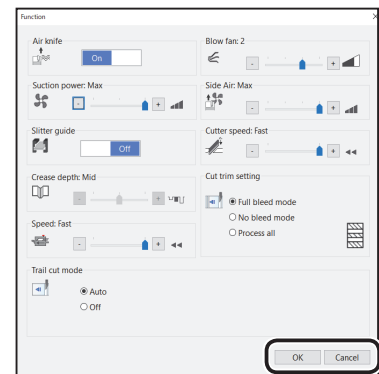 Function
Air knife
On
Blow fan: 2
- +
Suction power: Max
- +
Side Air: Max
- +
Slitter guide
Off
Cutter speed: Fast
- +
Crease depth: Mid
- +
Cut trim setting
Full bleed mode
No bleed mode
Process all
Speed: Fast
- +
Trail cut mode
Auto
Off
OK Cancel